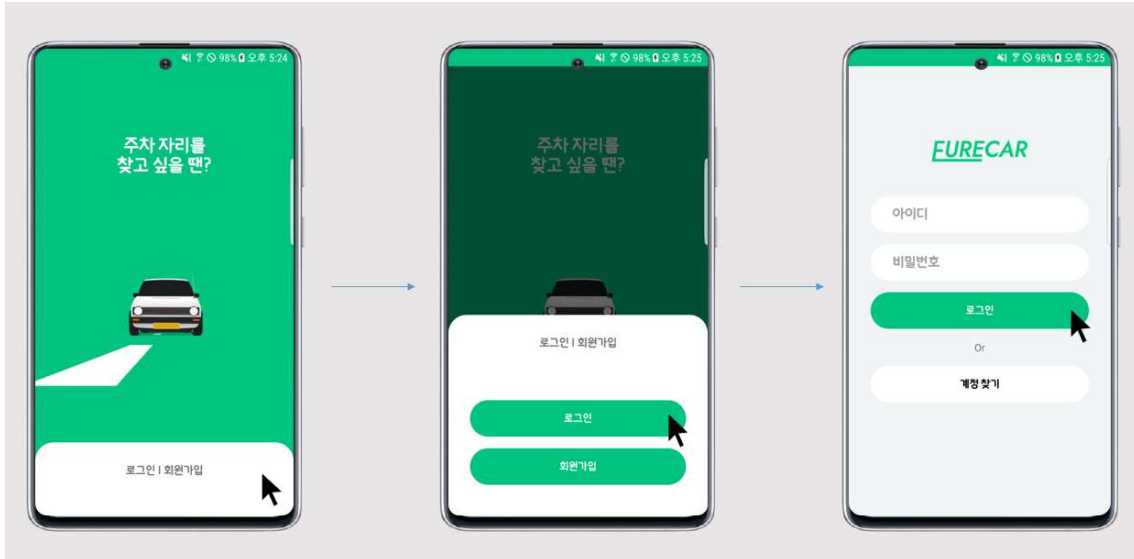 98% 오후 5:24
주차 자리를
찾고 싶을 땐?
로그인 | 회원가입
98% 오후 5:25
주차 자리를
찾고 싶을 땐?
로그인 | 회원가입
로그인
회원가입
98% 오후 5:25
FURECAR
아이디
비밀번호
로그인
Or
계정 찾기